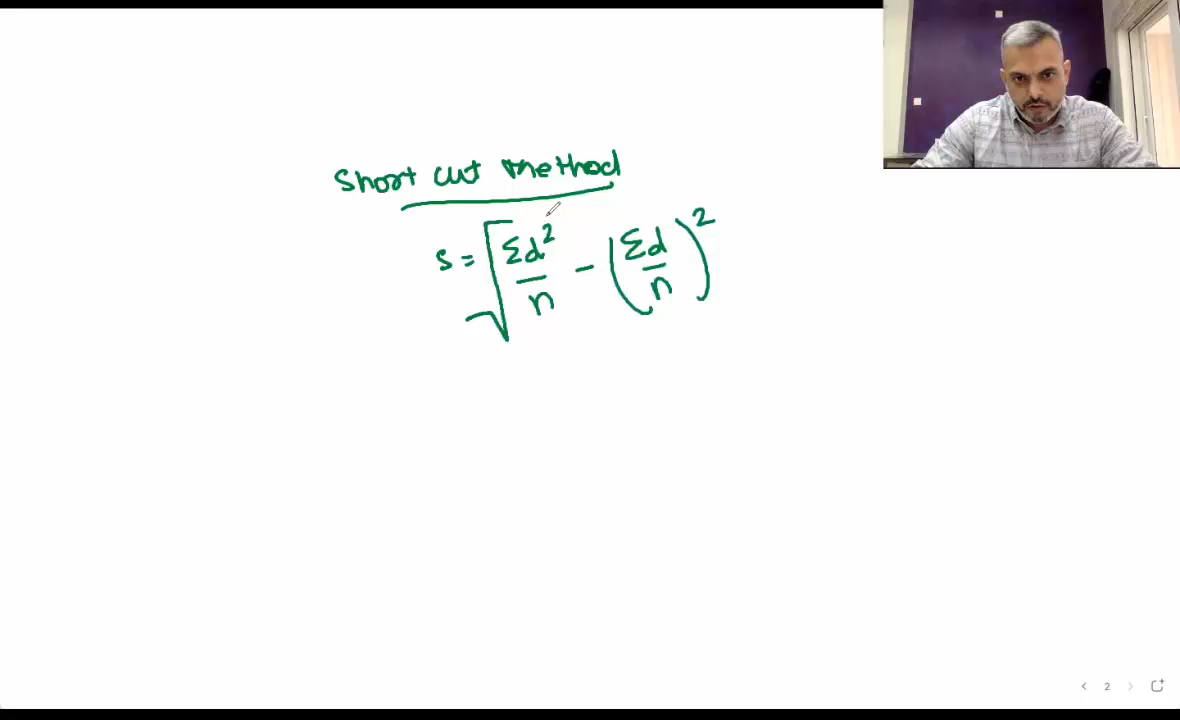 Short cut method
s = √ Σd²/n - (Σd/n)²
2